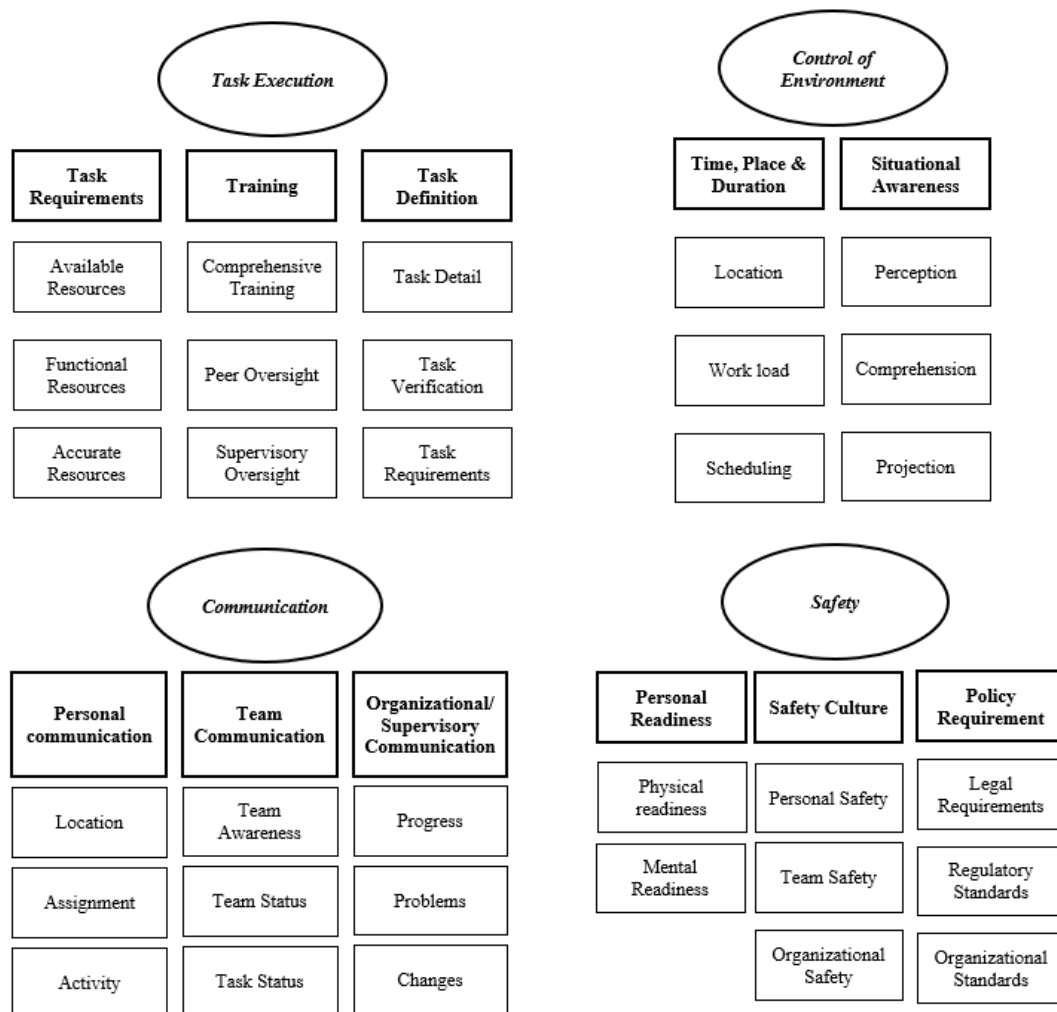 Task Execution
Task
Requirements
Training
Task
Definition
Available
Resources
Comprehensive
Training
Task Detail
Functional
Resources
Peer Oversight
Task
Verification
Accurate
Resources
Supervisory
Oversight
Task
Requirements
Control of
Environment
Time, Place &
Duration
Situational
Awareness
Location
Perception
Work load
Comprehension
Scheduling
Projection
Communication
Personal
communication
Team
Communication
Organizational/
Supervisory
Communication
Location
Team
Awareness
Progress
Assignment
Team Status
Problems
Activity
Task Status
Changes
Safety
Personal
Readiness
Safety Culture
Policy
Requirement
Physical
readiness
Personal Safety
Legal
Requirements
Mental
Readiness
Team Safety
Regulatory
Standards
Organizational
Safety
Organizational
Standards